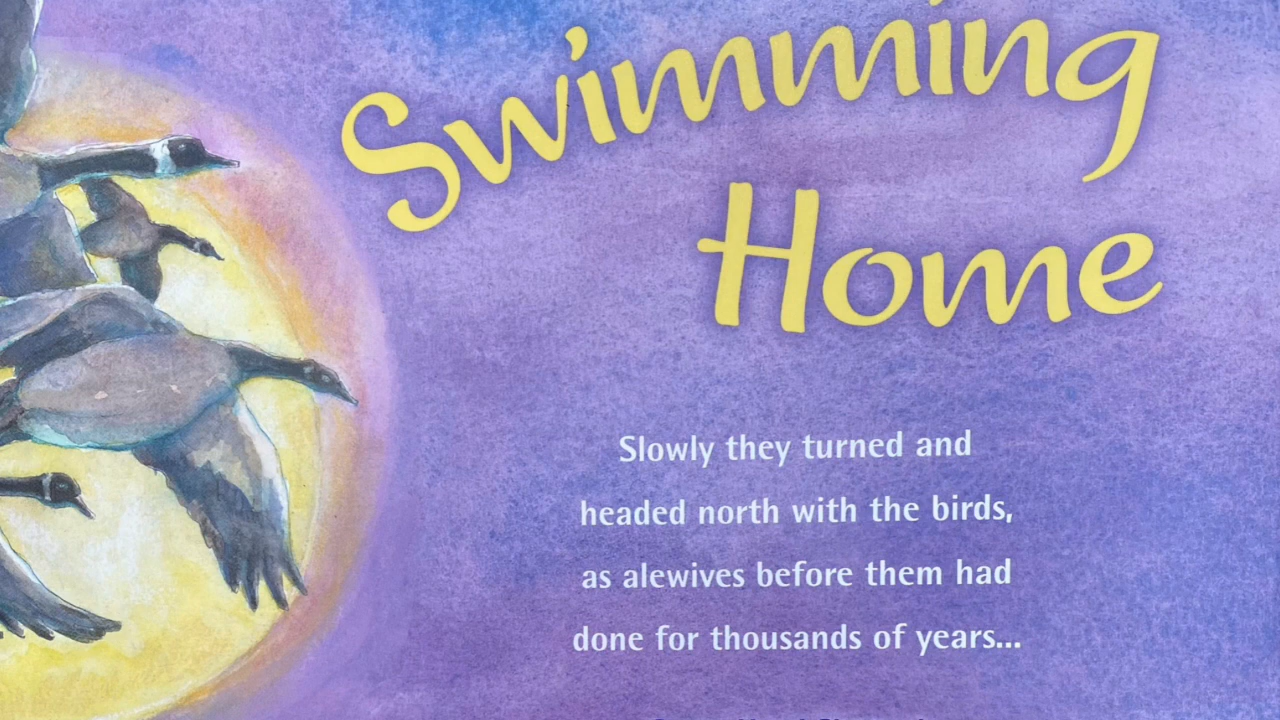 Swimming
Home
Slowly they turned and
headed north with the birds,
as alewives before them had
done for thousands of years...